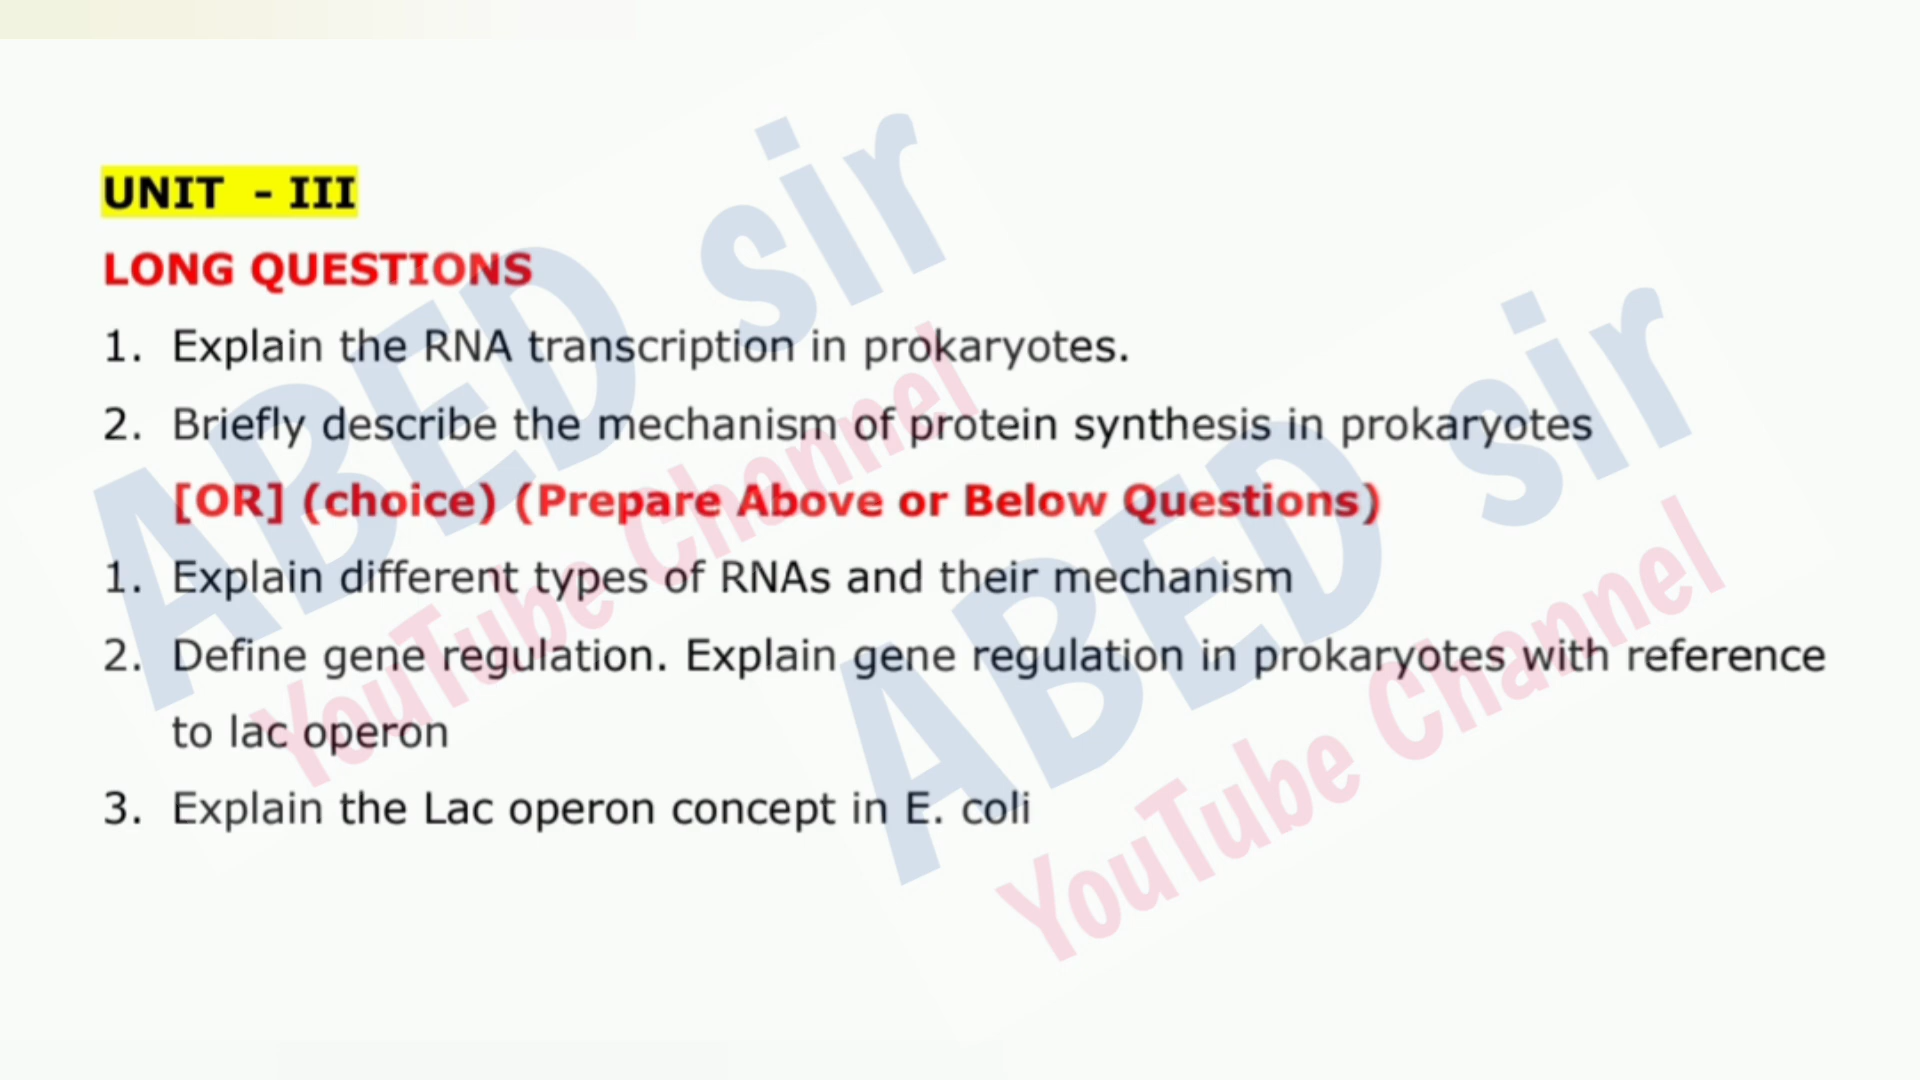 UNIT - III
LONG QUESTIONS
1. Explain the RNA transcription in prokaryotes.
2. Briefly describe the mechanism of protein synthesis in prokaryotes
[OR] (choice) (Prepare Above or Below Questions)
1. Explain different types of RNAs and their mechanism
2. Define gene regulation. Explain gene regulation in prokaryotes with reference
to lac operon
3. Explain the Lac operon concept in E. coli
ABED sir
YouTube Channel
ABED sir
YouTube Channel